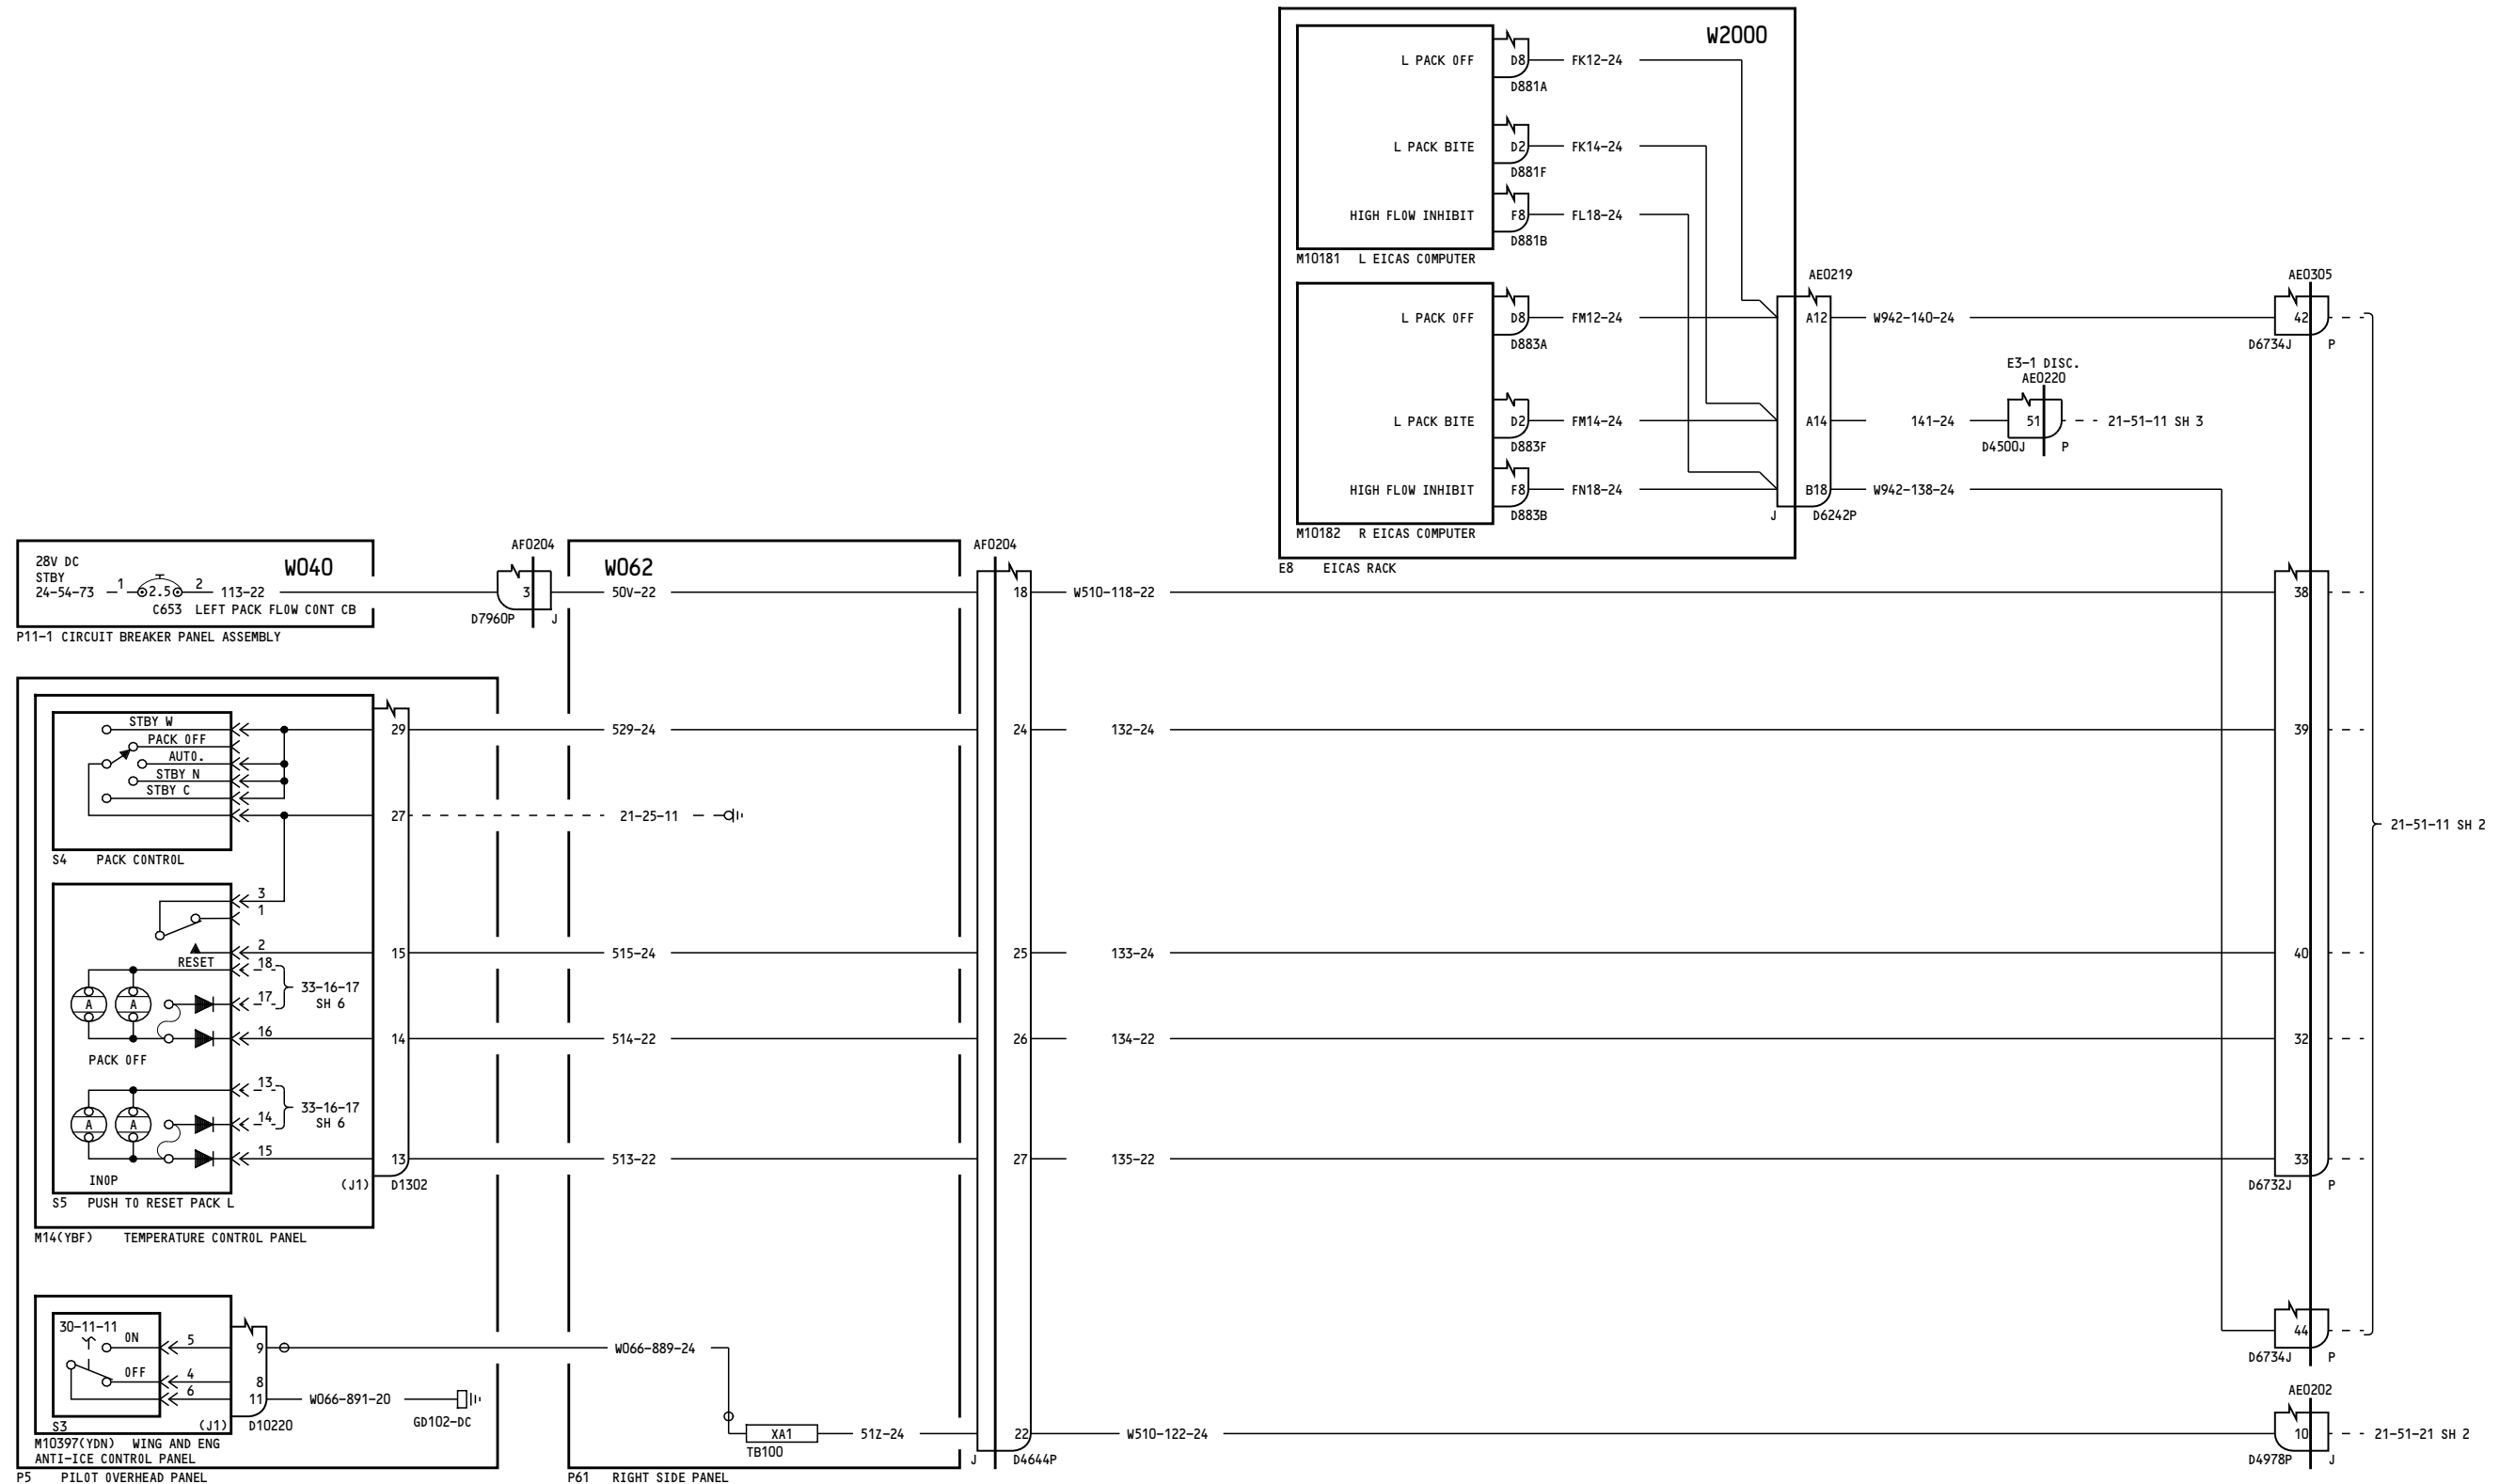 W2000
L PACK OFF D8 FK12-24
D881A
L PACK BITE D2 FK14-24
D881F
HIGH FLOW INHIBIT F8 FL18-24
D881B
M10181 L EICAS COMPUTER
AE0219
AE0305
L PACK OFF D8 FM12-24 A12 W942-140-24 42
D883A
D6734J P
E3-1 DISC.
AE0220
L PACK BITE D2 FM14-24 A14 141-24 51 21-51-11 SH 3
D883F
D4500J P
HIGH FLOW INHIBIT F8 FN18-24 B18 W942-138-24
D883B
J D6242P
M10182 R EICAS COMPUTER
E8 EICAS RACK
28V DC
STBY
24-54-73 1 2.5 2 113-22
W040
C653 LEFT PACK FLOW CONT CB
P11-1 CIRCUIT BREAKER PANEL ASSEMBLY
AF0204
3
D7960P J
W062
50V-22
AF0204
18 W510-118-22 38
STBY W
PACK OFF
AUTO.
STBY N
STBY C
29 529-24 24 132-24 39
27 21-25-11
S4 PACK CONTROL
21-51-11 SH 2
3
1
2 15 515-24 25 133-24 40
RESET
18
17
33-16-17
SH 6
A A
16 14 514-22 26 134-22 32
PACK OFF
13
14
33-16-17
SH 6
A A
15 13 513-22 27 135-22 33
INOP
(J1) D1302
D6732J P
S5 PUSH TO RESET PACK L
M14(YBF) TEMPERATURE CONTROL PANEL
44
D6734J P
30-11-11
ON 5 9 W066-889-24
OFF 4 8
6 11 W066-891-20
GD102-DC
S3 (J1) D10220
M10397(YDN) WING AND ENG
ANTI-ICE CONTROL PANEL
P5 PILOT OVERHEAD PANEL
XA1 51Z-24 22 W510-122-24
TB100
J D4644P
P61 RIGHT SIDE PANEL
AE0202
10 21-51-21 SH 2
D4978P J